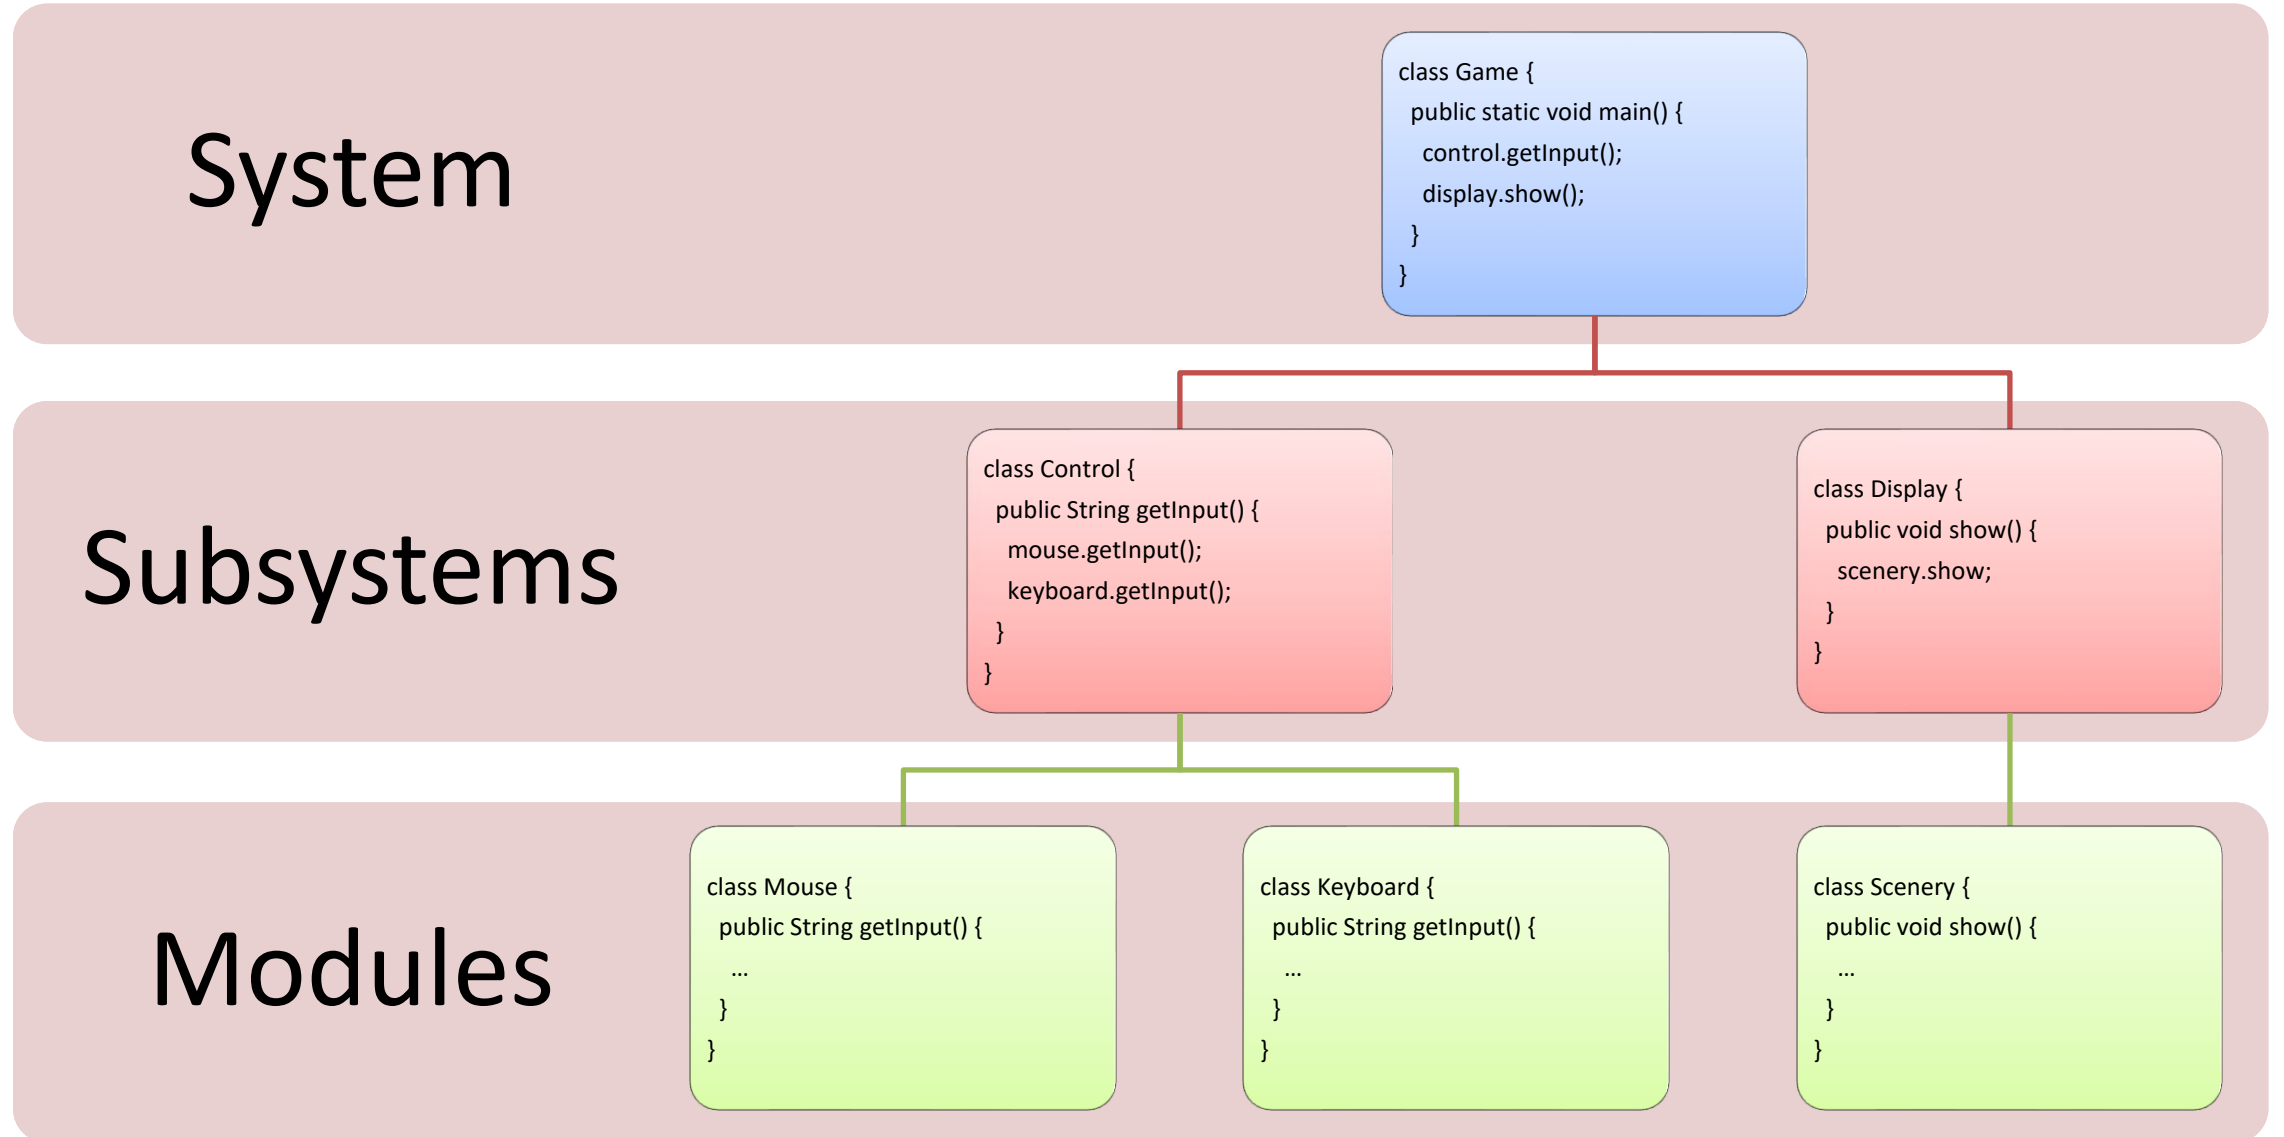 System
class Game {
public static void main() {
control.getInput();
display.show();
}
}
Subsystems
class Control {
public String getInput() {
mouse.getInput();
keyboard.getInput();
}
}
class Display {
public void show() {
scenery.show;
}
}
Modules
class Mouse {
public String getInput() {
...
}
}
class Keyboard {
public String getInput() {
...
}
}
class Scenery {
public void show() {
...
}
}